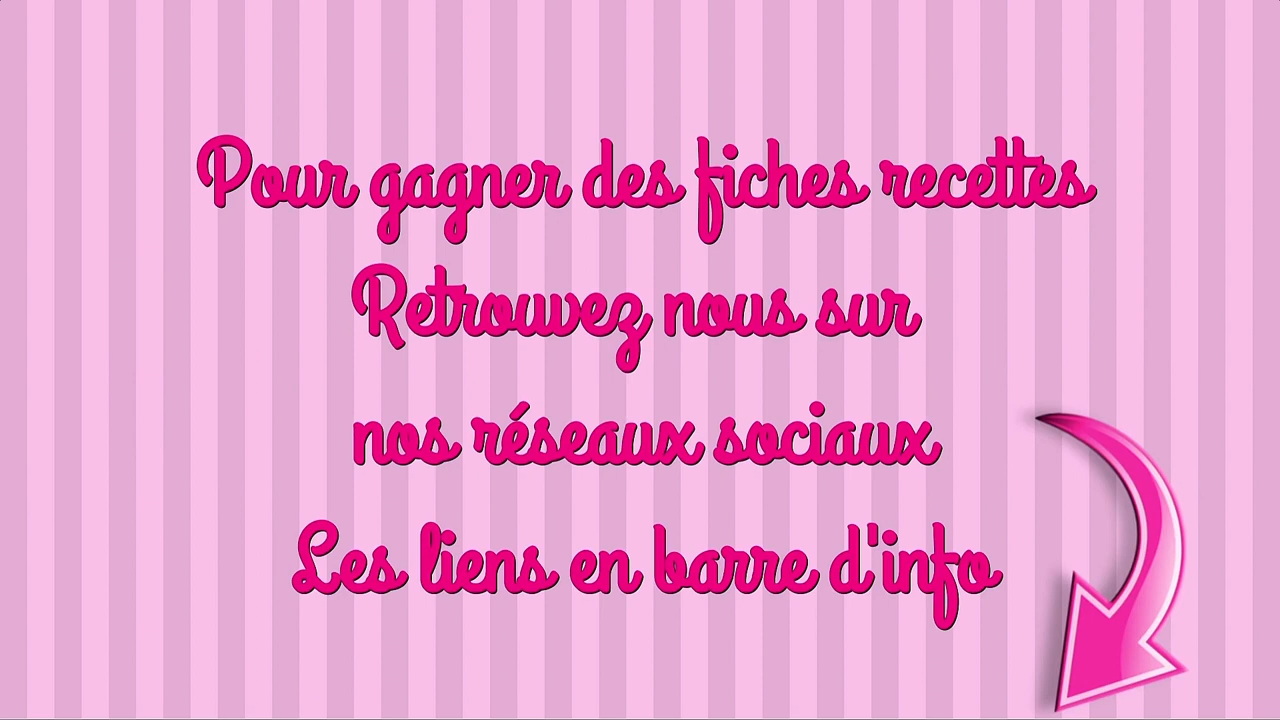 Pour gagner des fiches recettes
Retrouvez nous sur
nos réseaux sociaux
Les liens en barre d'info